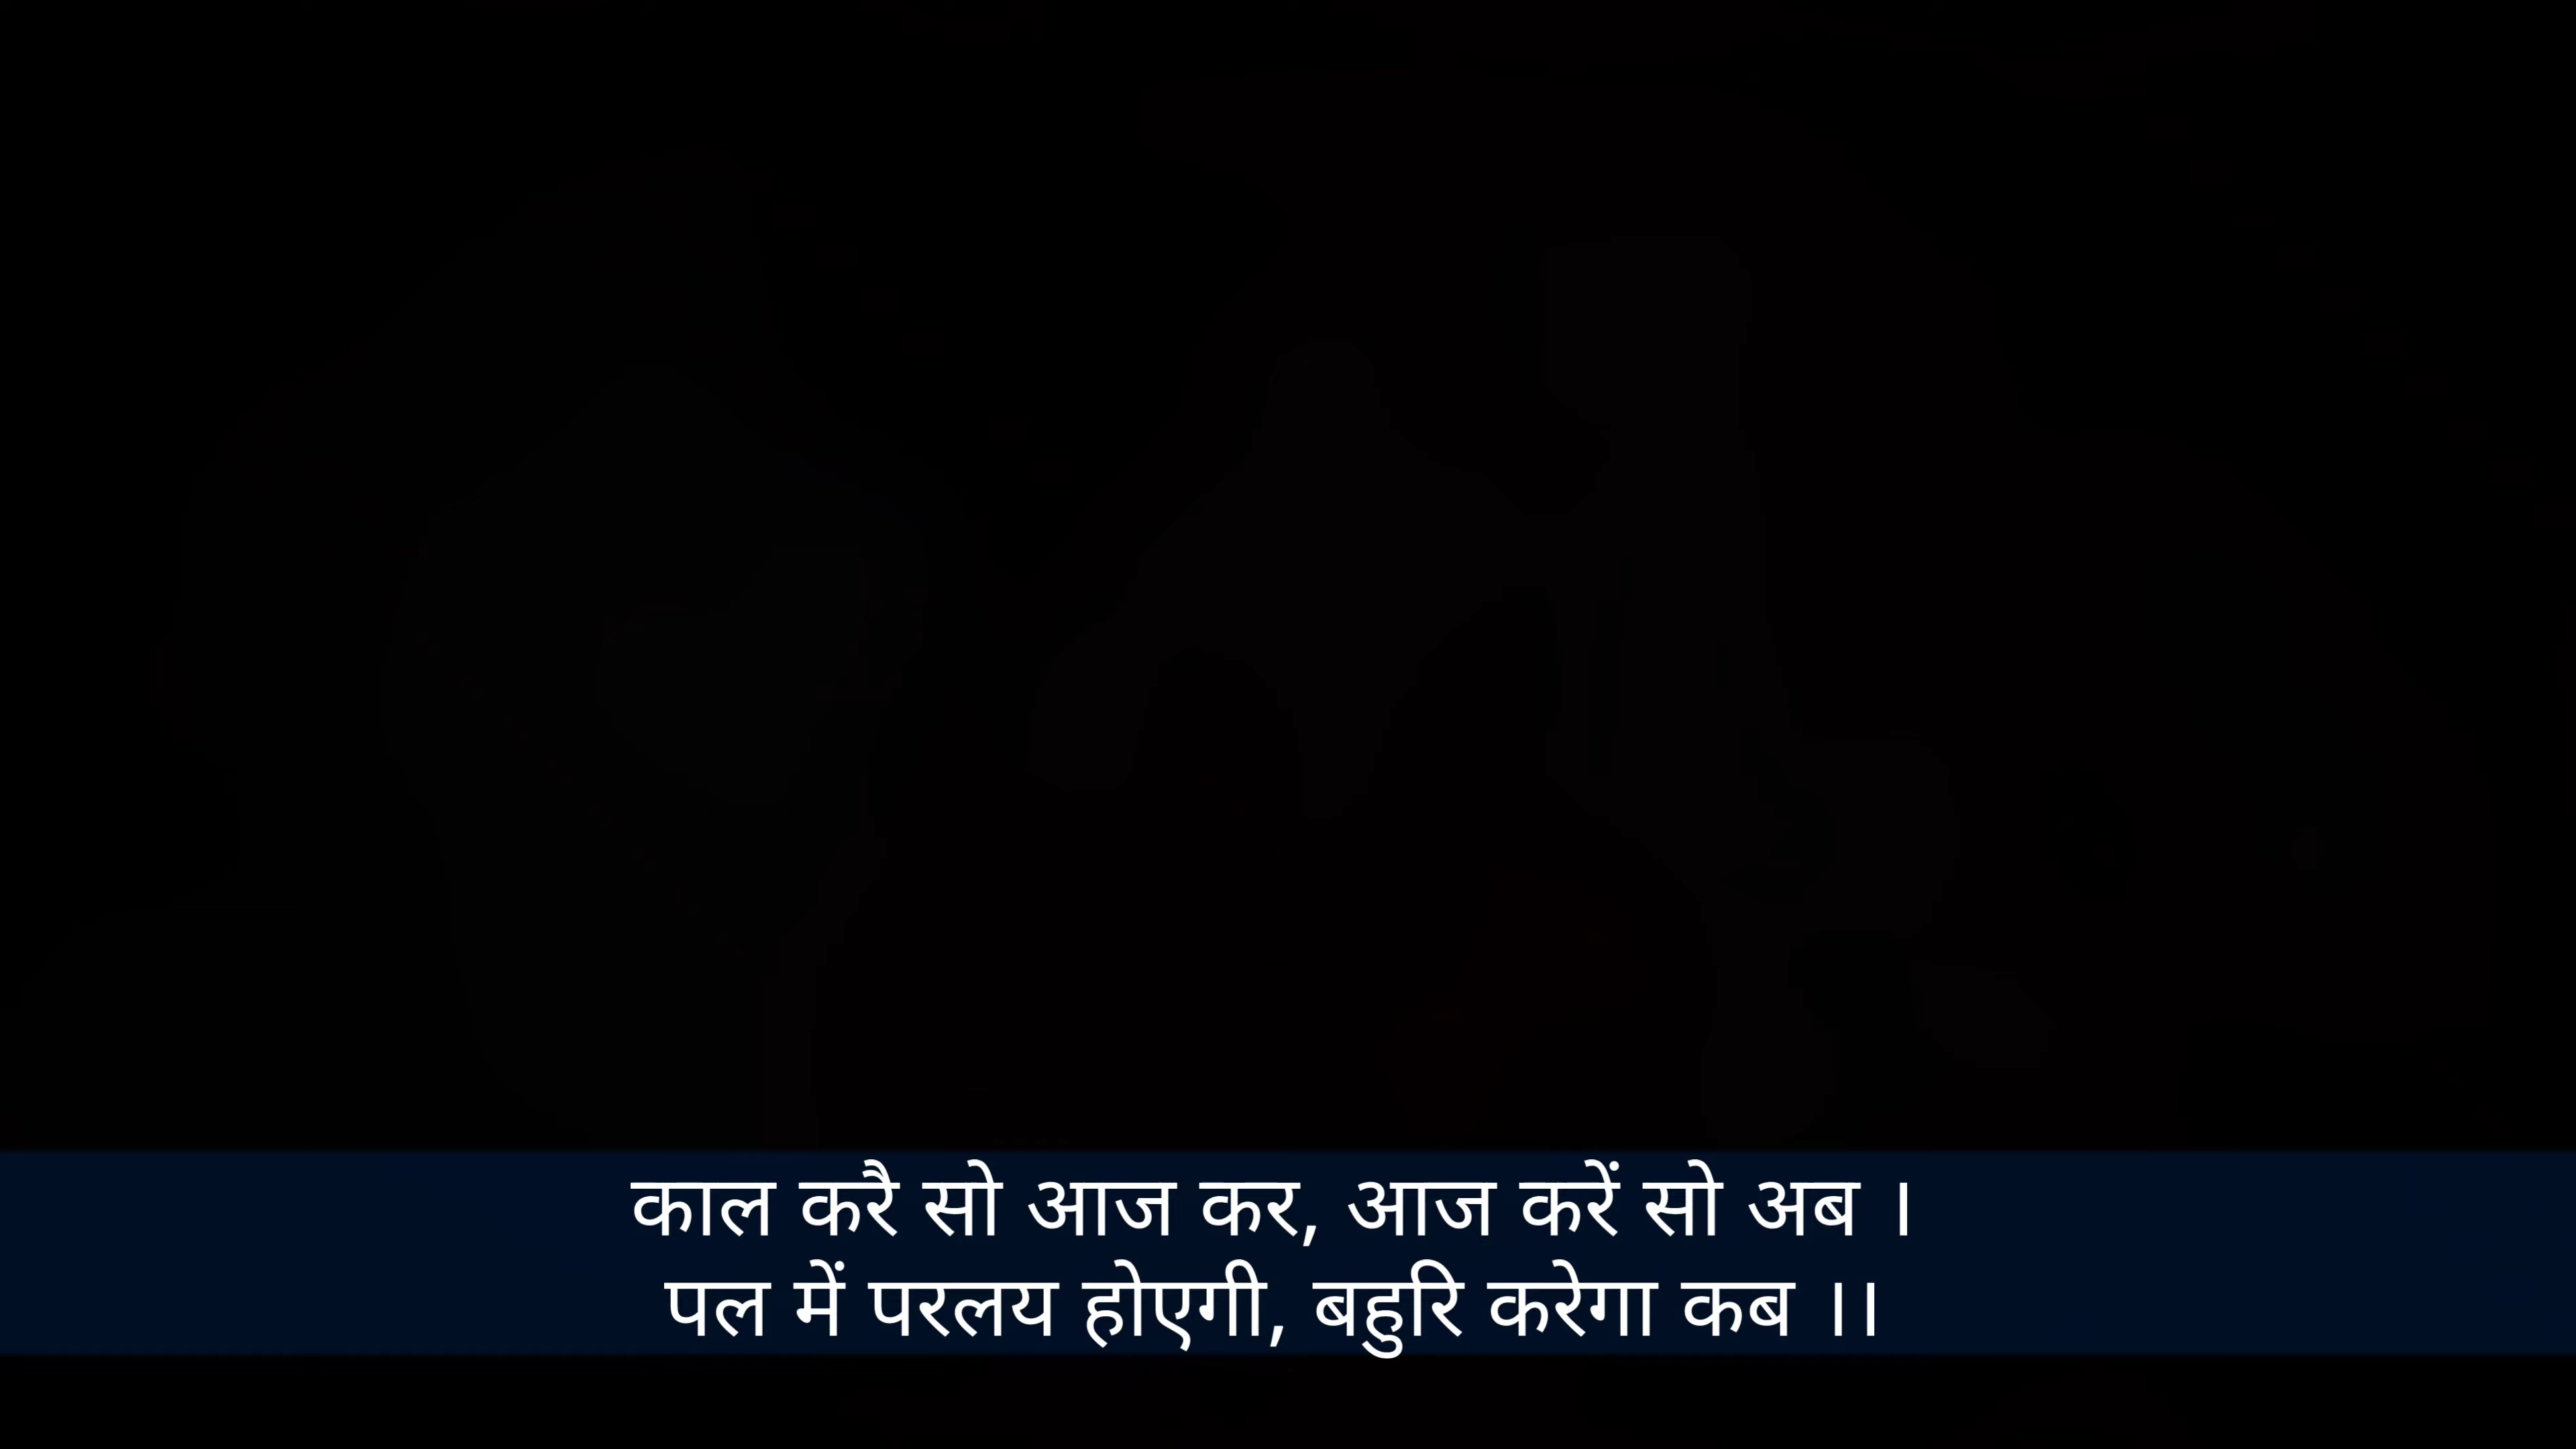 काल करै सो आज कर, आज करें सो अब ।
पल में परलय होएगी, बहुरि करेगा कब ।।